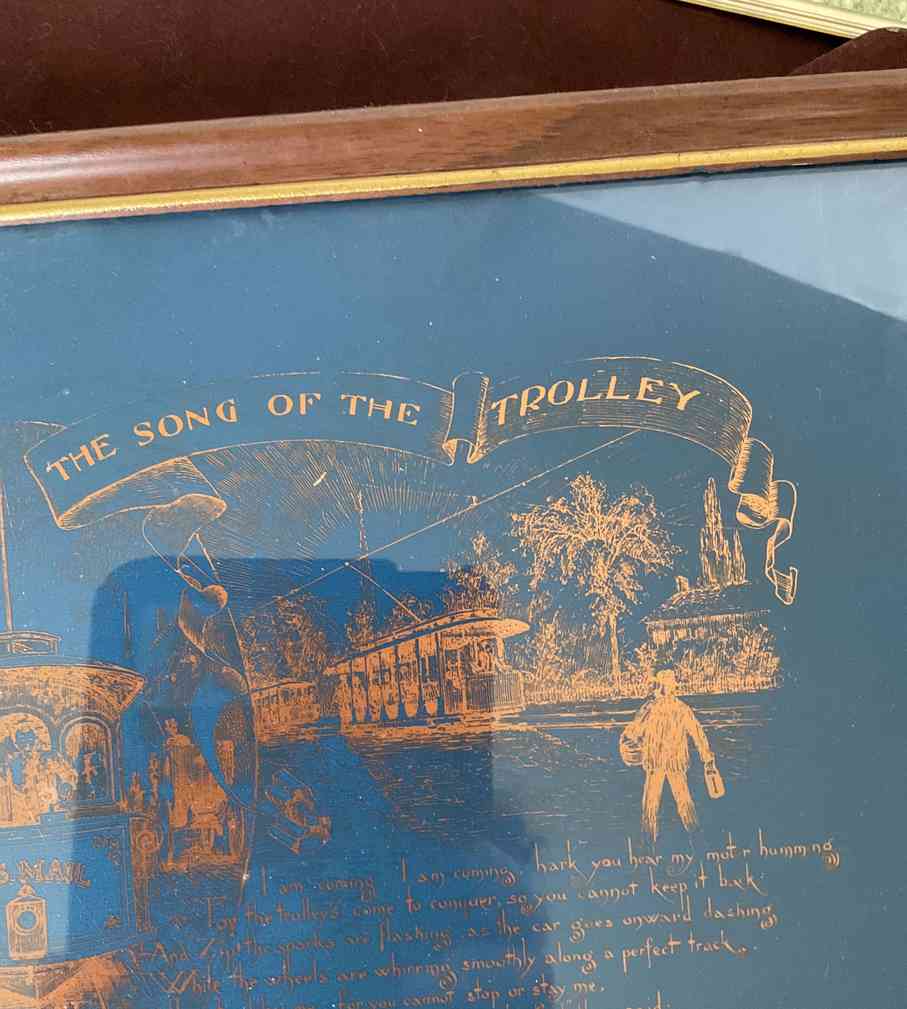 THE SONG OF THE TROLLEY
S. MAIL
I am coming I am coming, hark you hear my mot r humming,
For the trolley's come to conquer, so you cannot keep it back
And the sparks are flashing as the car goes onward dashing
While the wheels are whirring smoothly along a perfect track.
for you cannot stop or stay me,